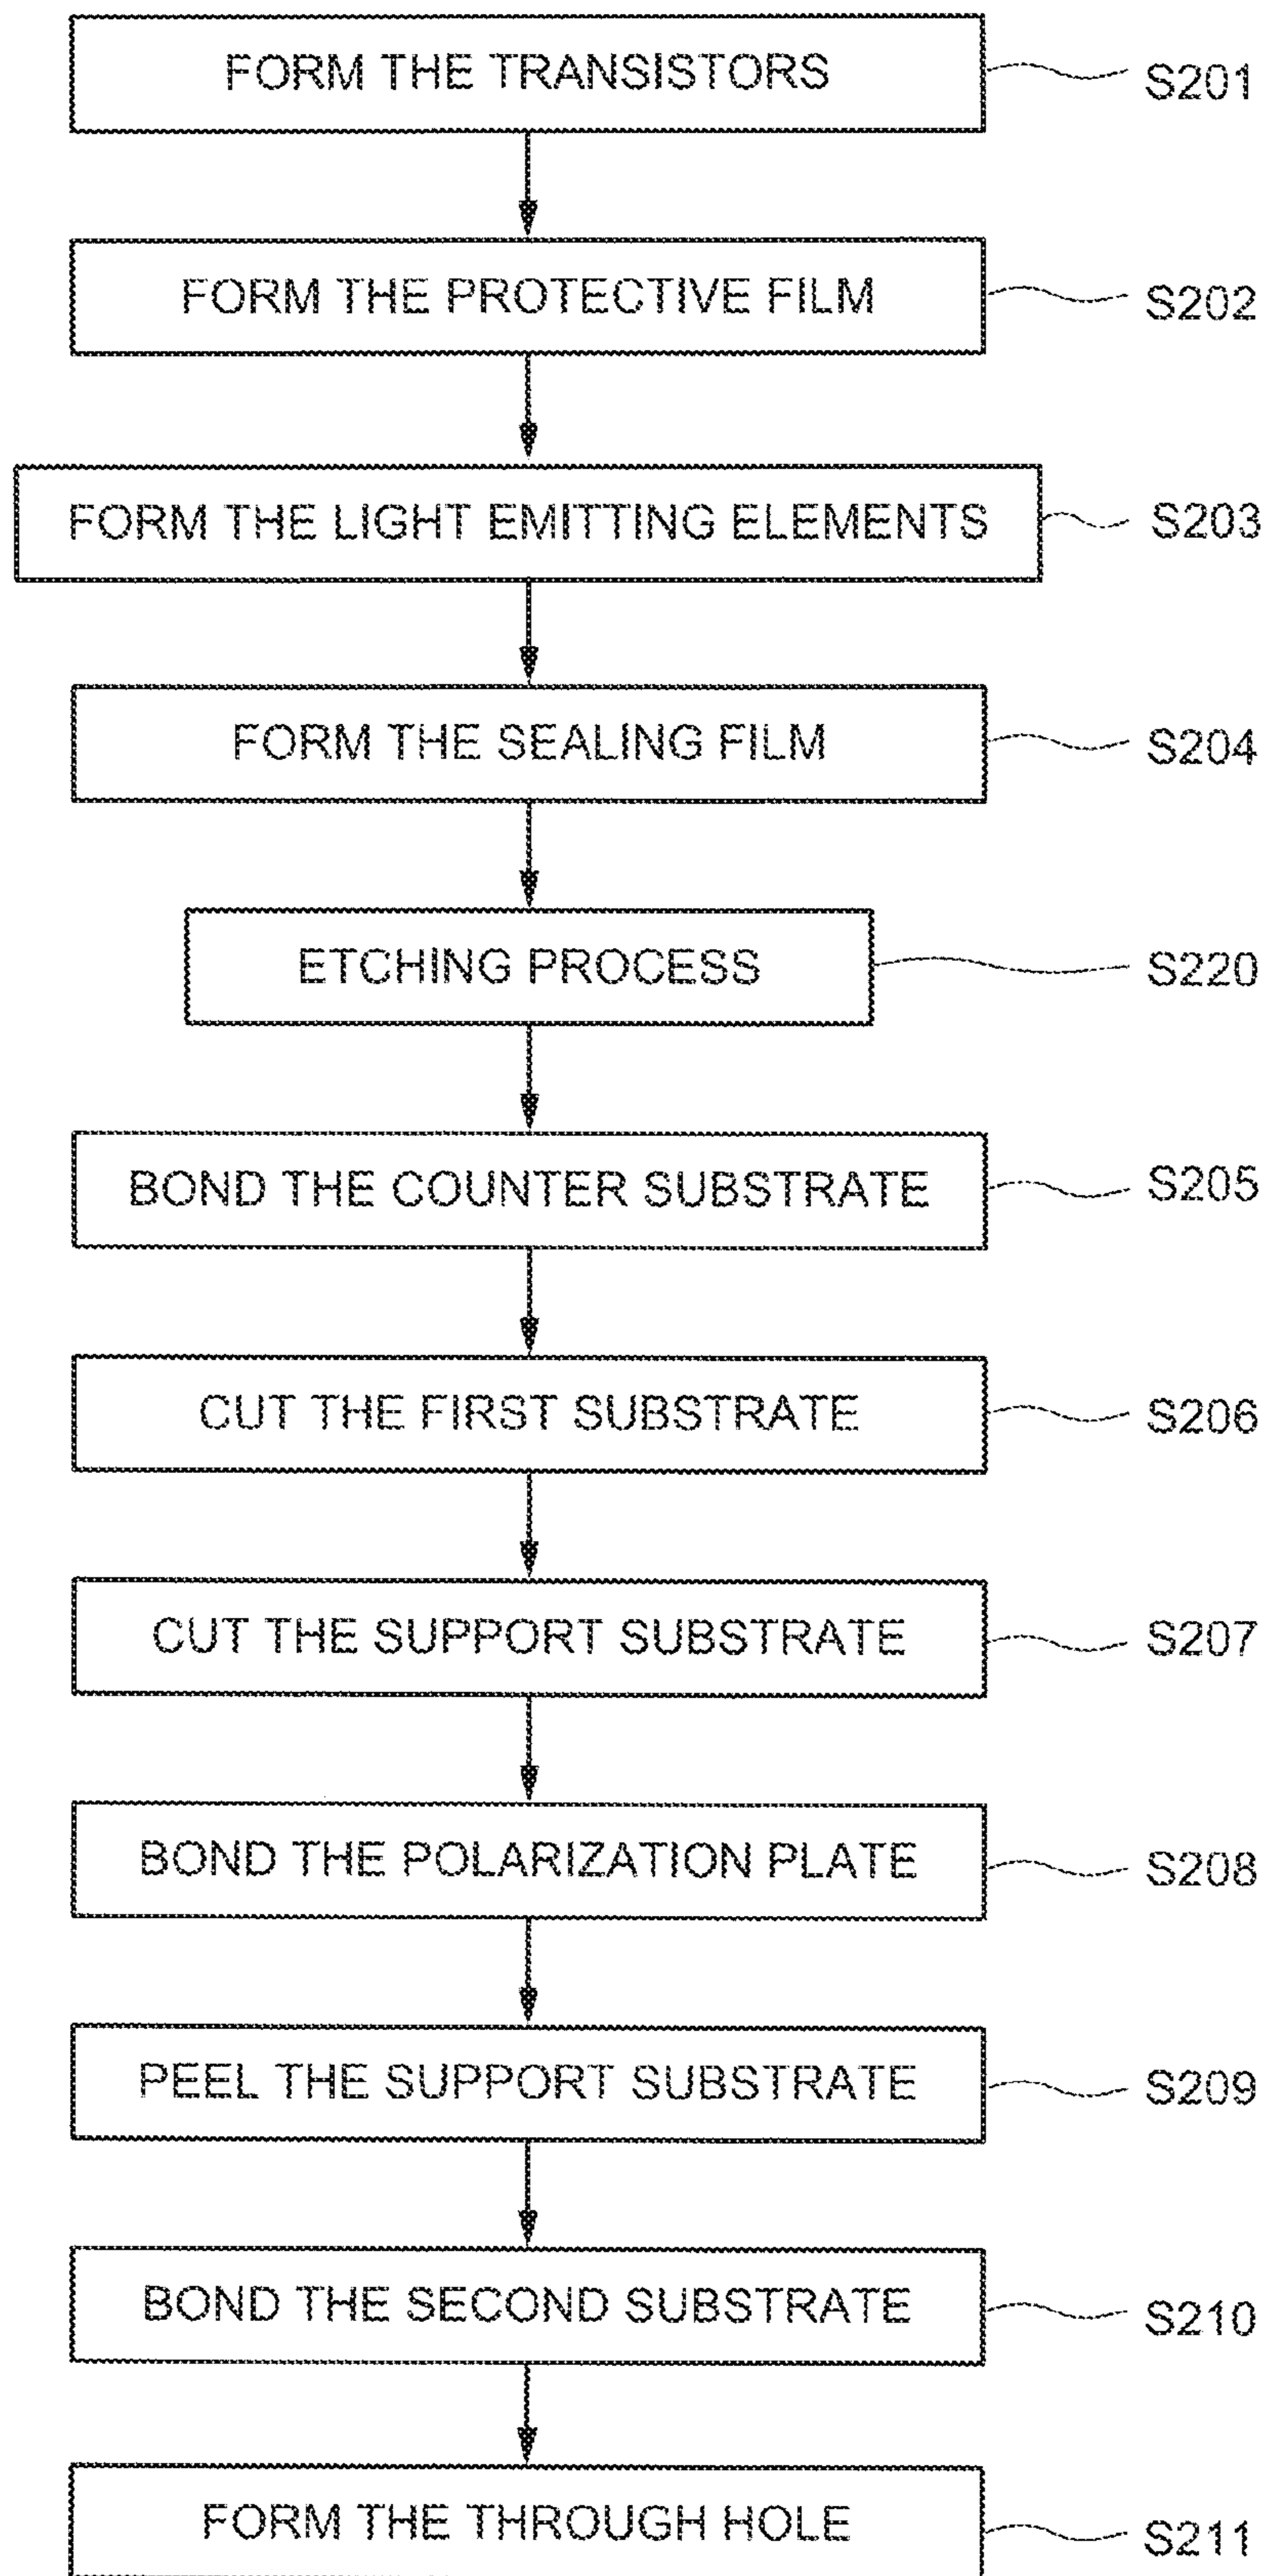 FORM THE TRANSISTORS S201
FORM THE PROTECTIVE FILM S202
FORM THE LIGHT EMITTING ELEMENTS S203
FORM THE SEALING FILM S204
ETCHING PROCESS S220
BOND THE COUNTER SUBSTRATE S205
CUT THE FIRST SUBSTRATE S206
CUT THE SUPPORT SUBSTRATE S207
BOND THE POLARIZATION PLATE S208
PEEL THE SUPPORT SUBSTRATE S209
BOND THE SECOND SUBSTRATE S210
FORM THE THROUGH HOLE S211